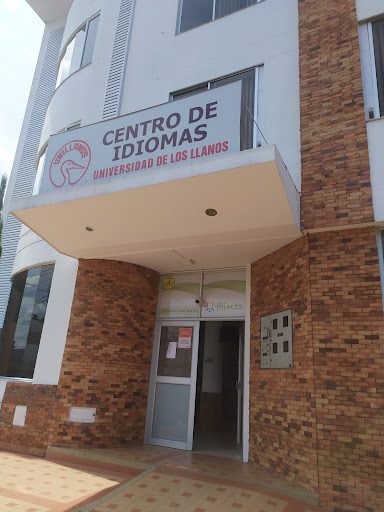 UNILLANOS
CENTRO DE
IDIOMAS
UNIVERSIDAD DE LOS LLANOS
ENLACES